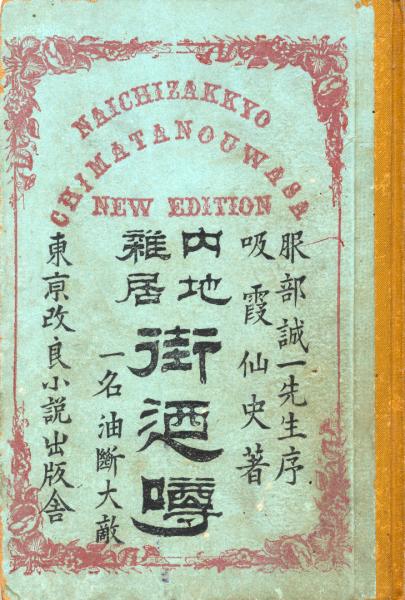 NAICHIZAKKYO
CHIMATANOUWASA
NEW EDITION
服部誠一先生序
吸霞仙史著
内地
雑居
街迺噂
一名油斷大敵
東京改良小説出版舎